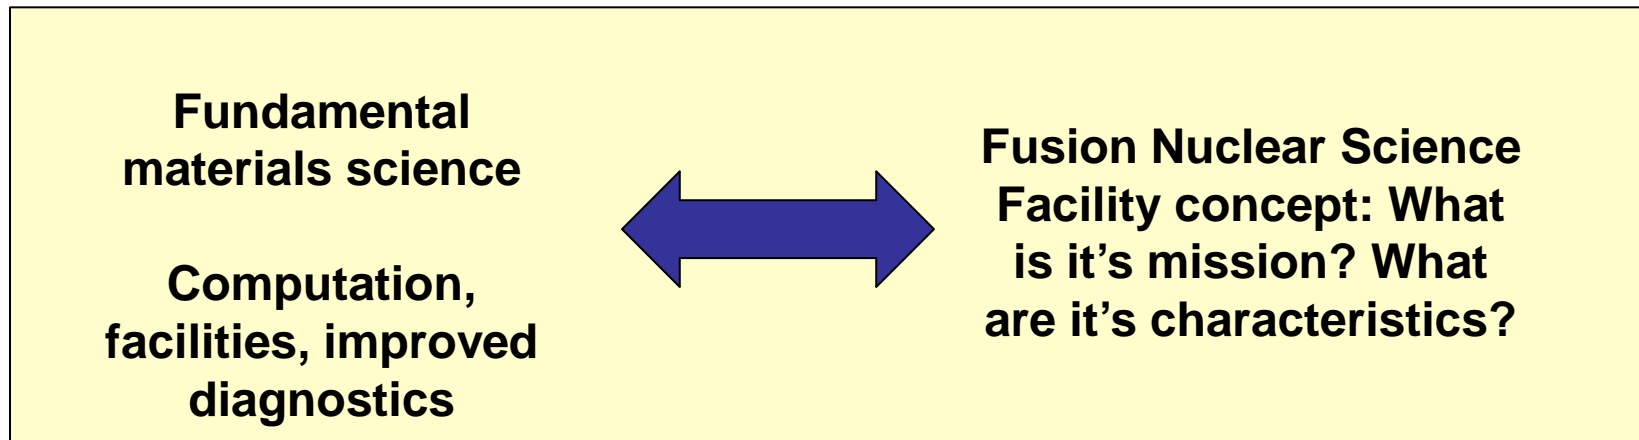 Fundamental
materials science
Computation,
facilities, improved
diagnostics
Fusion Nuclear Science
Facility concept: What
is it’s mission? What
are it’s characteristics?